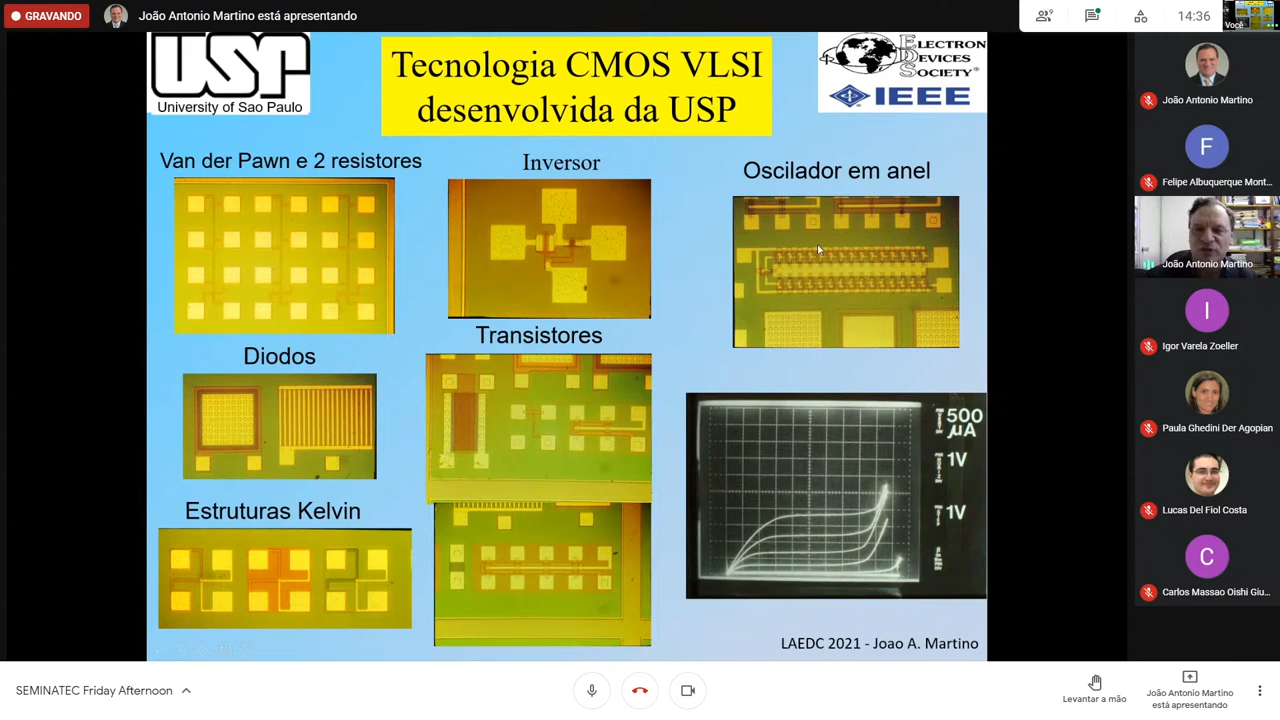 GRAVANDO
João Antonio Martino está apresentando
9
14:36
Você
USP
University of Sao Paulo
Tecnologia CMOS VLSI
desenvolvida da USP
ELECTRON
DEVICES
SOCIETY®
IEEE
Van der Pawn e 2 resistores
Inversor
Oscilador em anel
Diodos
Transistores
Estruturas Kelvin
500
µA
1V
1V
LAEDC 2021 - Joao A. Martino
João Antonio Martino
F
Felipe Albuquerque Mont...
João Antonio Martino
I
Igor Varela Zoeller
Paula Ghedini Der Agopian
Lucas Del Fiol Costa
C
Carlos Massao Oishi Giu...
SEMINATEC Friday Afternoon
Levantar a mão
João Antonio Martino
está apresentando